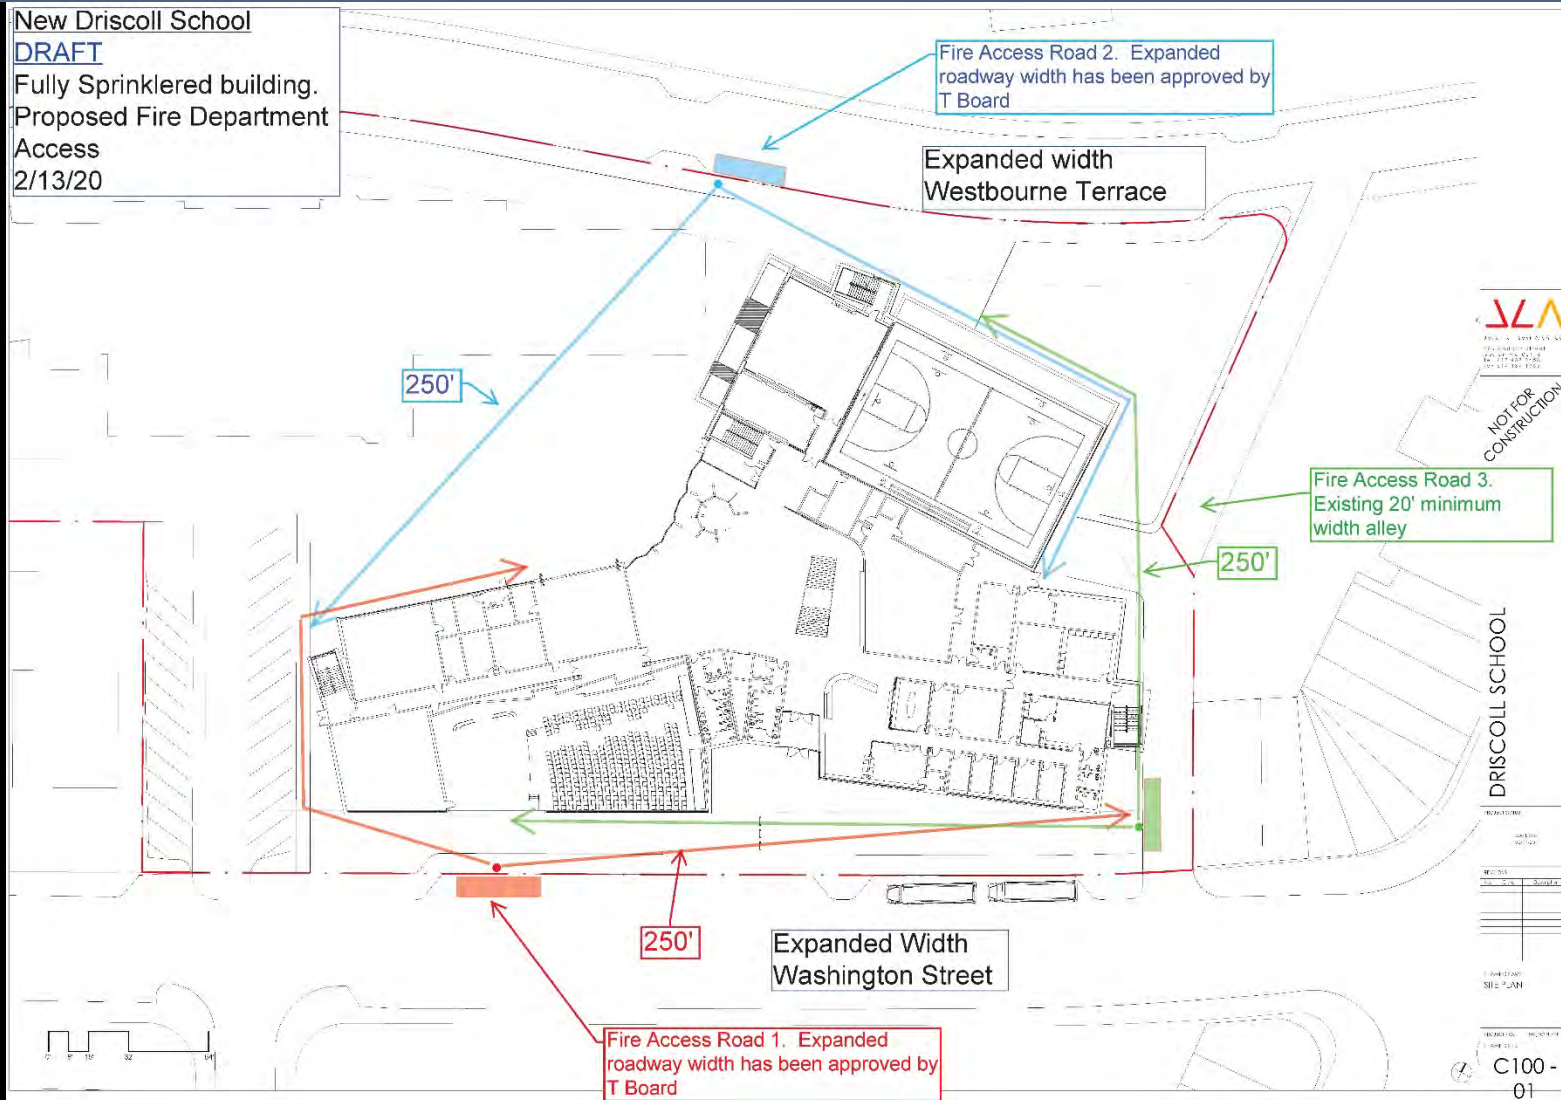 New Driscoll School
DRAFT
Fully Sprinklered building.
Proposed Fire Department
Access
2/13/20
Fire Access Road 2. Expanded
roadway width has been approved by
T Board
Expanded width
Westbourne Terrace
250'
NOT FOR
CONSTRUCTION
Fire Access Road 3.
Existing 20' minimum
width alley
250'
DRISCOLL SCHOOL
250'
Expanded Width
Washington Street
Fire Access Road 1. Expanded
roadway width has been approved by
T Board
SITE PLAN
C100 -
01